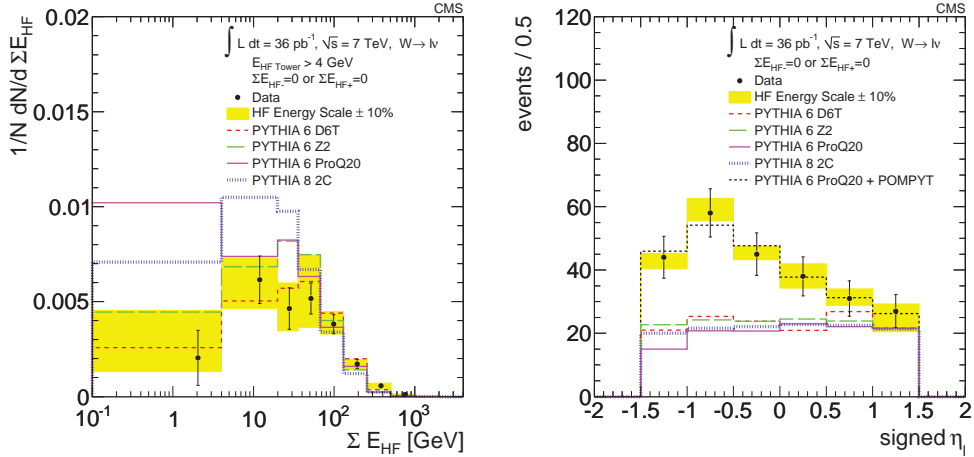 CMS
∫ L dt = 36 pb⁻¹, √s = 7 TeV, W→ lν
E_HF Tower > 4 GeV
ΣE_HF-=0 or ΣE_HF+=0
Data
HF Energy Scale ± 10%
PYTHIA 6 D6T
PYTHIA 6 Z2
PYTHIA 6 ProQ20
PYTHIA 8 2C
1/N dN/d ΣE_HF
0.02
0.015
0.01
0.005
0
10⁻¹ 1 10 10² 10³
Σ E_HF [GeV]
CMS
∫ L dt = 36 pb⁻¹, √s = 7 TeV, W→ lν
ΣE_HF-=0 or ΣE_HF+=0
Data
HF Energy Scale ± 10%
PYTHIA 6 D6T
PYTHIA 6 Z2
PYTHIA 6 ProQ20
PYTHIA 8 2C
PYTHIA 6 ProQ20 + POMPYT
events / 0.5
120
100
80
60
40
20
0
-2 -1.5 -1 -0.5 0 0.5 1 1.5 2
signed η_l